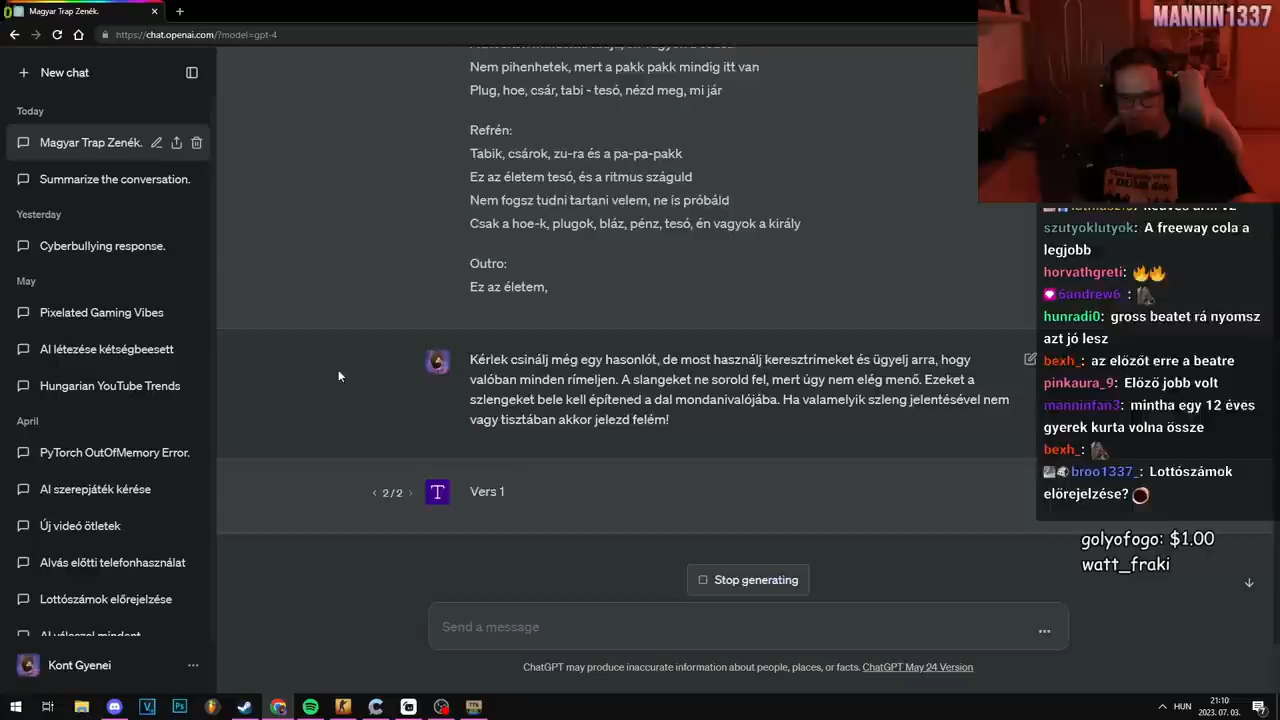 Magyar Trap Zenék.
MANNIN1337
https://chat.openai.com/?model=gpt-4
New chat
Today
Magyar Trap Zenék.
Summarize the conversation.
Yesterday
Cyberbullying response.
May
Pixelated Gaming Vibes
AI létezése kétségbeesett
Hungarian YouTube Trends
April
PyTorch OutOfMemory Error.
AI szerepjáték kérése
Új videó ötletek
Alvás előtti telefonhasználat
Lottószámok előrejelzése
AI válaszol mindent
Kont Gyenei
Nem pihenhetek, mert a pakk pakk mindig itt van
Plug, hoe, csár, tabi - tesó, nézd meg, mi jár
Refrén:
Tabik, csárok, zu-ra és a pa-pa-pakk
Ez az életem tesó, és a ritmus száguld
Nem fogsz tudni tartani velem, ne is próbáld
Csak a hoe-k, plugok, bláz, pénz, tesó, én vagyok a király
Outro:
Ez az életem,
Kérlek csinálj még egy hasonlót, de most használj keresztrímeket és ügyelj arra, hogy
valóban minden rímeljen. A slangeket ne sorold fel, mert úgy nem elég menő. Ezeket a
szlengeket bele kell építened a dal mondanivalójába. Ha valamelyik szleng jelentésével nem
vagy tisztában akkor jelezd felém!
2/2
T
Vers 1
Stop generating
Send a message
ChatGPT may produce inaccurate information about people, places, or facts. ChatGPT May 24 Version
szutyoklutyok: A freeway cola a
legjobb
horvathgreti:
6andrew6 :
hunradi0: gross beatet rá nyomsz
azt jó lesz
bexh_: az előzőt erre a beatre
pinkaura_9: Előző jobb volt
manninfan3: mintha egy 12 éves
gyerek kurta volna össze
bexh_:
broo1337_: Lottószámok
előrejelzése?
golyofogo: $1.00
watt_fraki
HUN
21:10
2023. 07. 03.